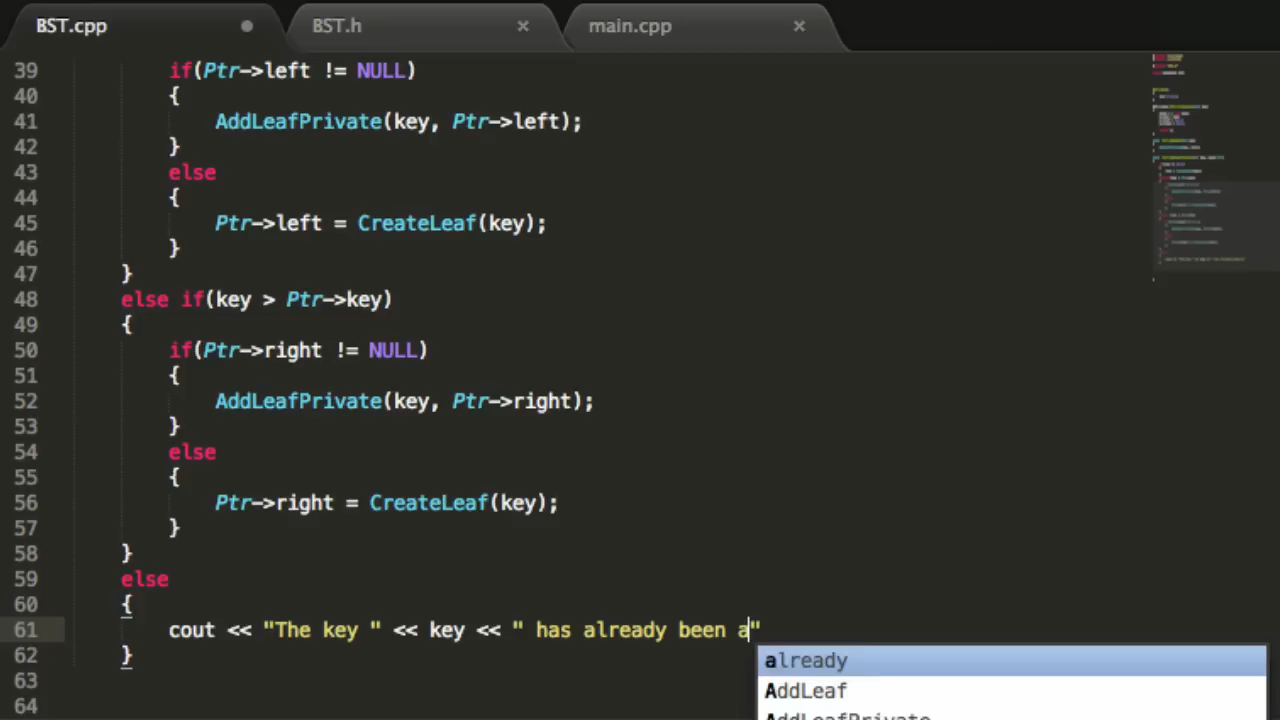 BST.cpp BST.h × main.cpp ×
39 if(Ptr->left != NULL)
40 {
41 AddLeafPrivate(key, Ptr->left);
42 }
43 else
44 {
45 Ptr->left = CreateLeaf(key);
46 }
47 }
48 else if(key > Ptr->key)
49 {
50 if(Ptr->right != NULL)
51 {
52 AddLeafPrivate(key, Ptr->right);
53 }
54 else
55 {
56 Ptr->right = CreateLeaf(key);
57 }
58 }
59 else
60 {
61 cout << "The key " << key << " has already been a"
already
62 }
AddLeaf
63
64
AddLeafPrivate